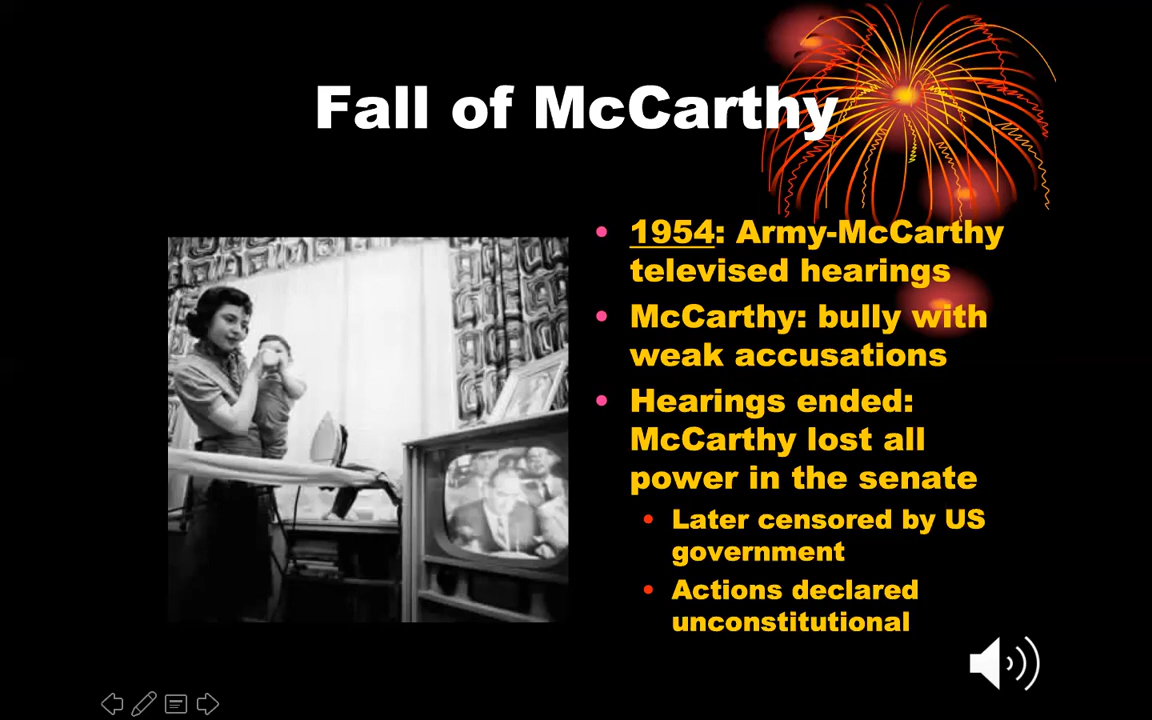 Fall of McCarthy
• 1954: Army-McCarthy
televised hearings
• McCarthy: bully with
weak accusations
• Hearings ended:
McCarthy lost all
power in the senate
• Later censored by US
government
• Actions declared
unconstitutional